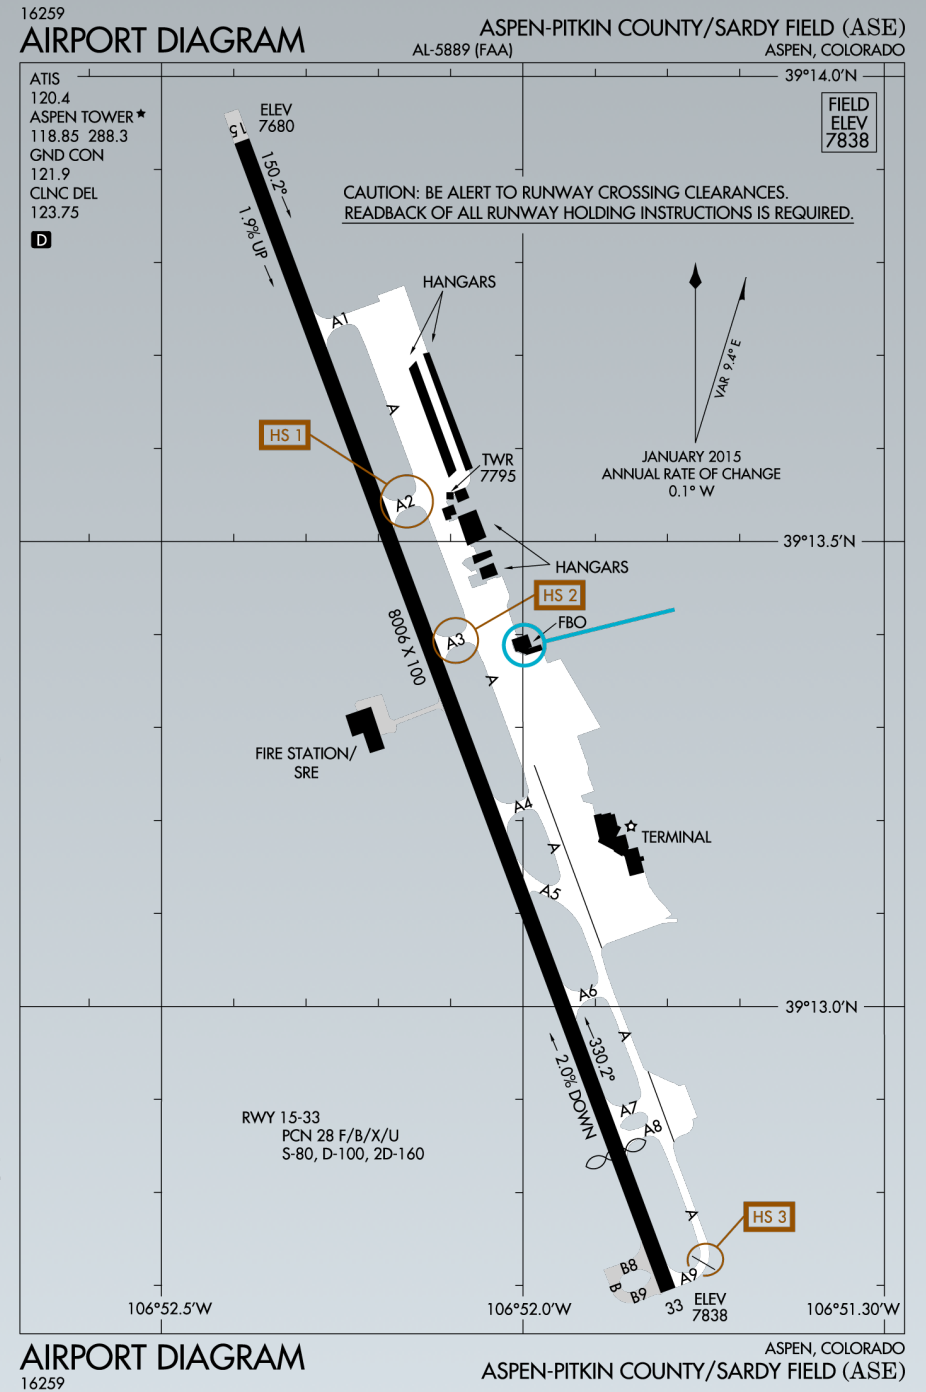 16259
AIRPORT DIAGRAM
AL-5889 (FAA)
ASPEN-PITKIN COUNTY/SARDY FIELD (ASE)
ASPEN, COLORADO
ATIS
120.4
ASPEN TOWER★
118.85 288.3
GND CON
121.9
CLNC DEL
123.75
D
39°14.0'N
FIELD
ELEV
7838
ELEV
7680
15
150.2°
1.9% UP
CAUTION: BE ALERT TO RUNWAY CROSSING CLEARANCES.
READBACK OF ALL RUNWAY HOLDING INSTRUCTIONS IS REQUIRED.
HANGARS
A1
VAR 9.4° E
A
HS 1
JANUARY 2015
ANNUAL RATE OF CHANGE
0.1° W
TWR
7795
A2
39°13.5'N
HANGARS
HS 2
FBO
8006 X 100
A3
A
FIRE STATION/
SRE
A4
TERMINAL
A
A5
A6
39°13.0'N
A
330.2°
2.0% DOWN
A7
A8
RWY 15-33
PCN 28 F/B/X/U
S-80, D-100, 2D-160
A
HS 3
B8
A9
B
B9
33
ELEV
7838
106°52.5'W
106°52.0'W
106°51.30'W
AIRPORT DIAGRAM
16259
ASPEN, COLORADO
ASPEN-PITKIN COUNTY/SARDY FIELD (ASE)